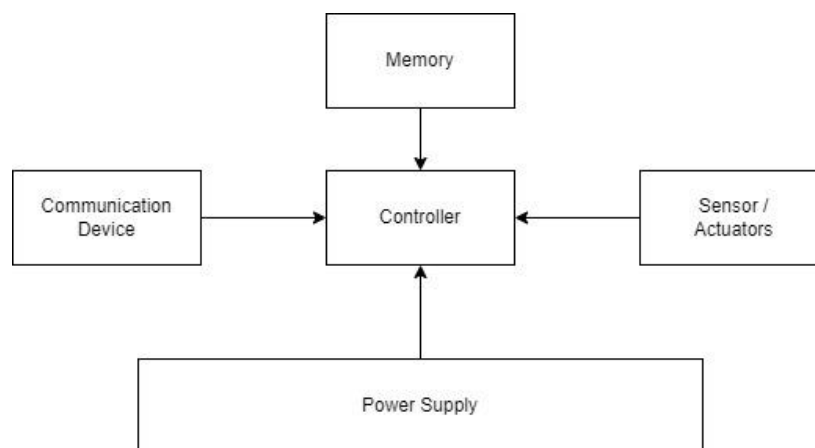 Memory
Communication
Device
Controller
Sensor /
Actuators
Power Supply